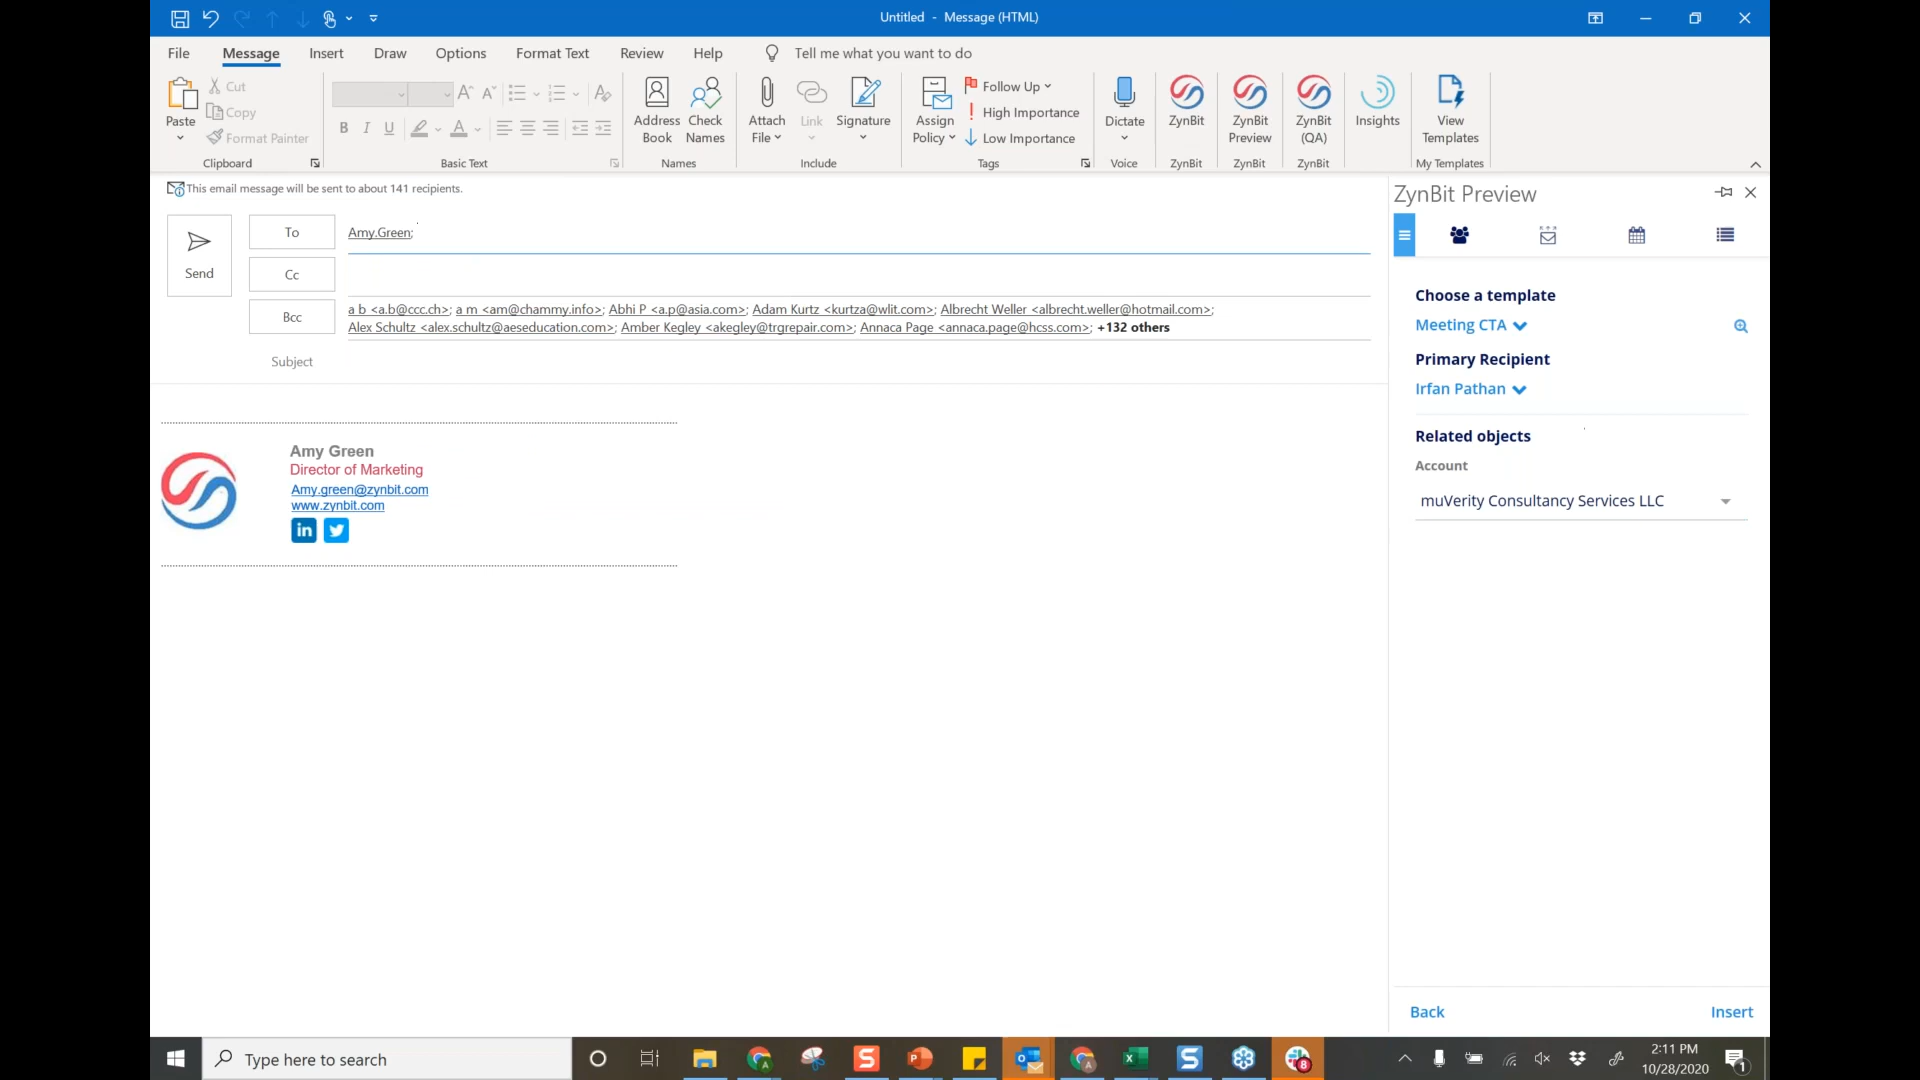 Untitled - Message (HTML)
File Message Insert Draw Options Format Text Review Help Tell me what you want to do
Paste
Cut
Copy
Format Painter
Clipboard
B I U
Basic Text
Address Book
Check Names
Names
Attach File
Link
Signature
Include
Assign Policy
Follow Up
High Importance
Low Importance
Tags
Dictate
Voice
ZynBit
ZynBit
ZynBit Preview
ZynBit
ZynBit (QA)
ZynBit
Insights
View Templates
My Templates
This email message will be sent to about 141 recipients.
Send
To
Amy.Green;
Cc
Bcc
a b <a.b@ccc.ch>; a m <am@chammy.info>; Abhi P <a.p@asia.com>; Adam Kurtz <kurtza@wlit.com>; Albrecht Weller <albrecht.weller@hotmail.com>;
Alex Schultz <alex.schultz@aeseducation.com>; Amber Kegley <akegley@trgrepair.com>; Annaca Page <annaca.page@hcss.com>; +132 others
Subject
Amy Green
Director of Marketing
Amy.green@zynbit.com
www.zynbit.com
in
ZynBit Preview
Choose a template
Meeting CTA
Primary Recipient
Irfan Pathan
Related objects
Account
muVerity Consultancy Services LLC
Back
Insert
Type here to search
2:11 PM
10/28/2020